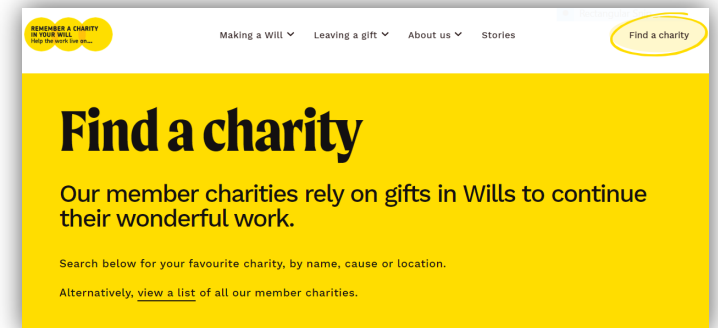 REMEMBER A CHARITY
IN YOUR WILL
Help the work live on...
Making a Will
Leaving a gift
About us
Stories
Find a charity
Find a charity
Our member charities rely on gifts in Wills to continue
their wonderful work.
Search below for your favourite charity, by name, cause or location.
Alternatively, view a list of all our member charities.